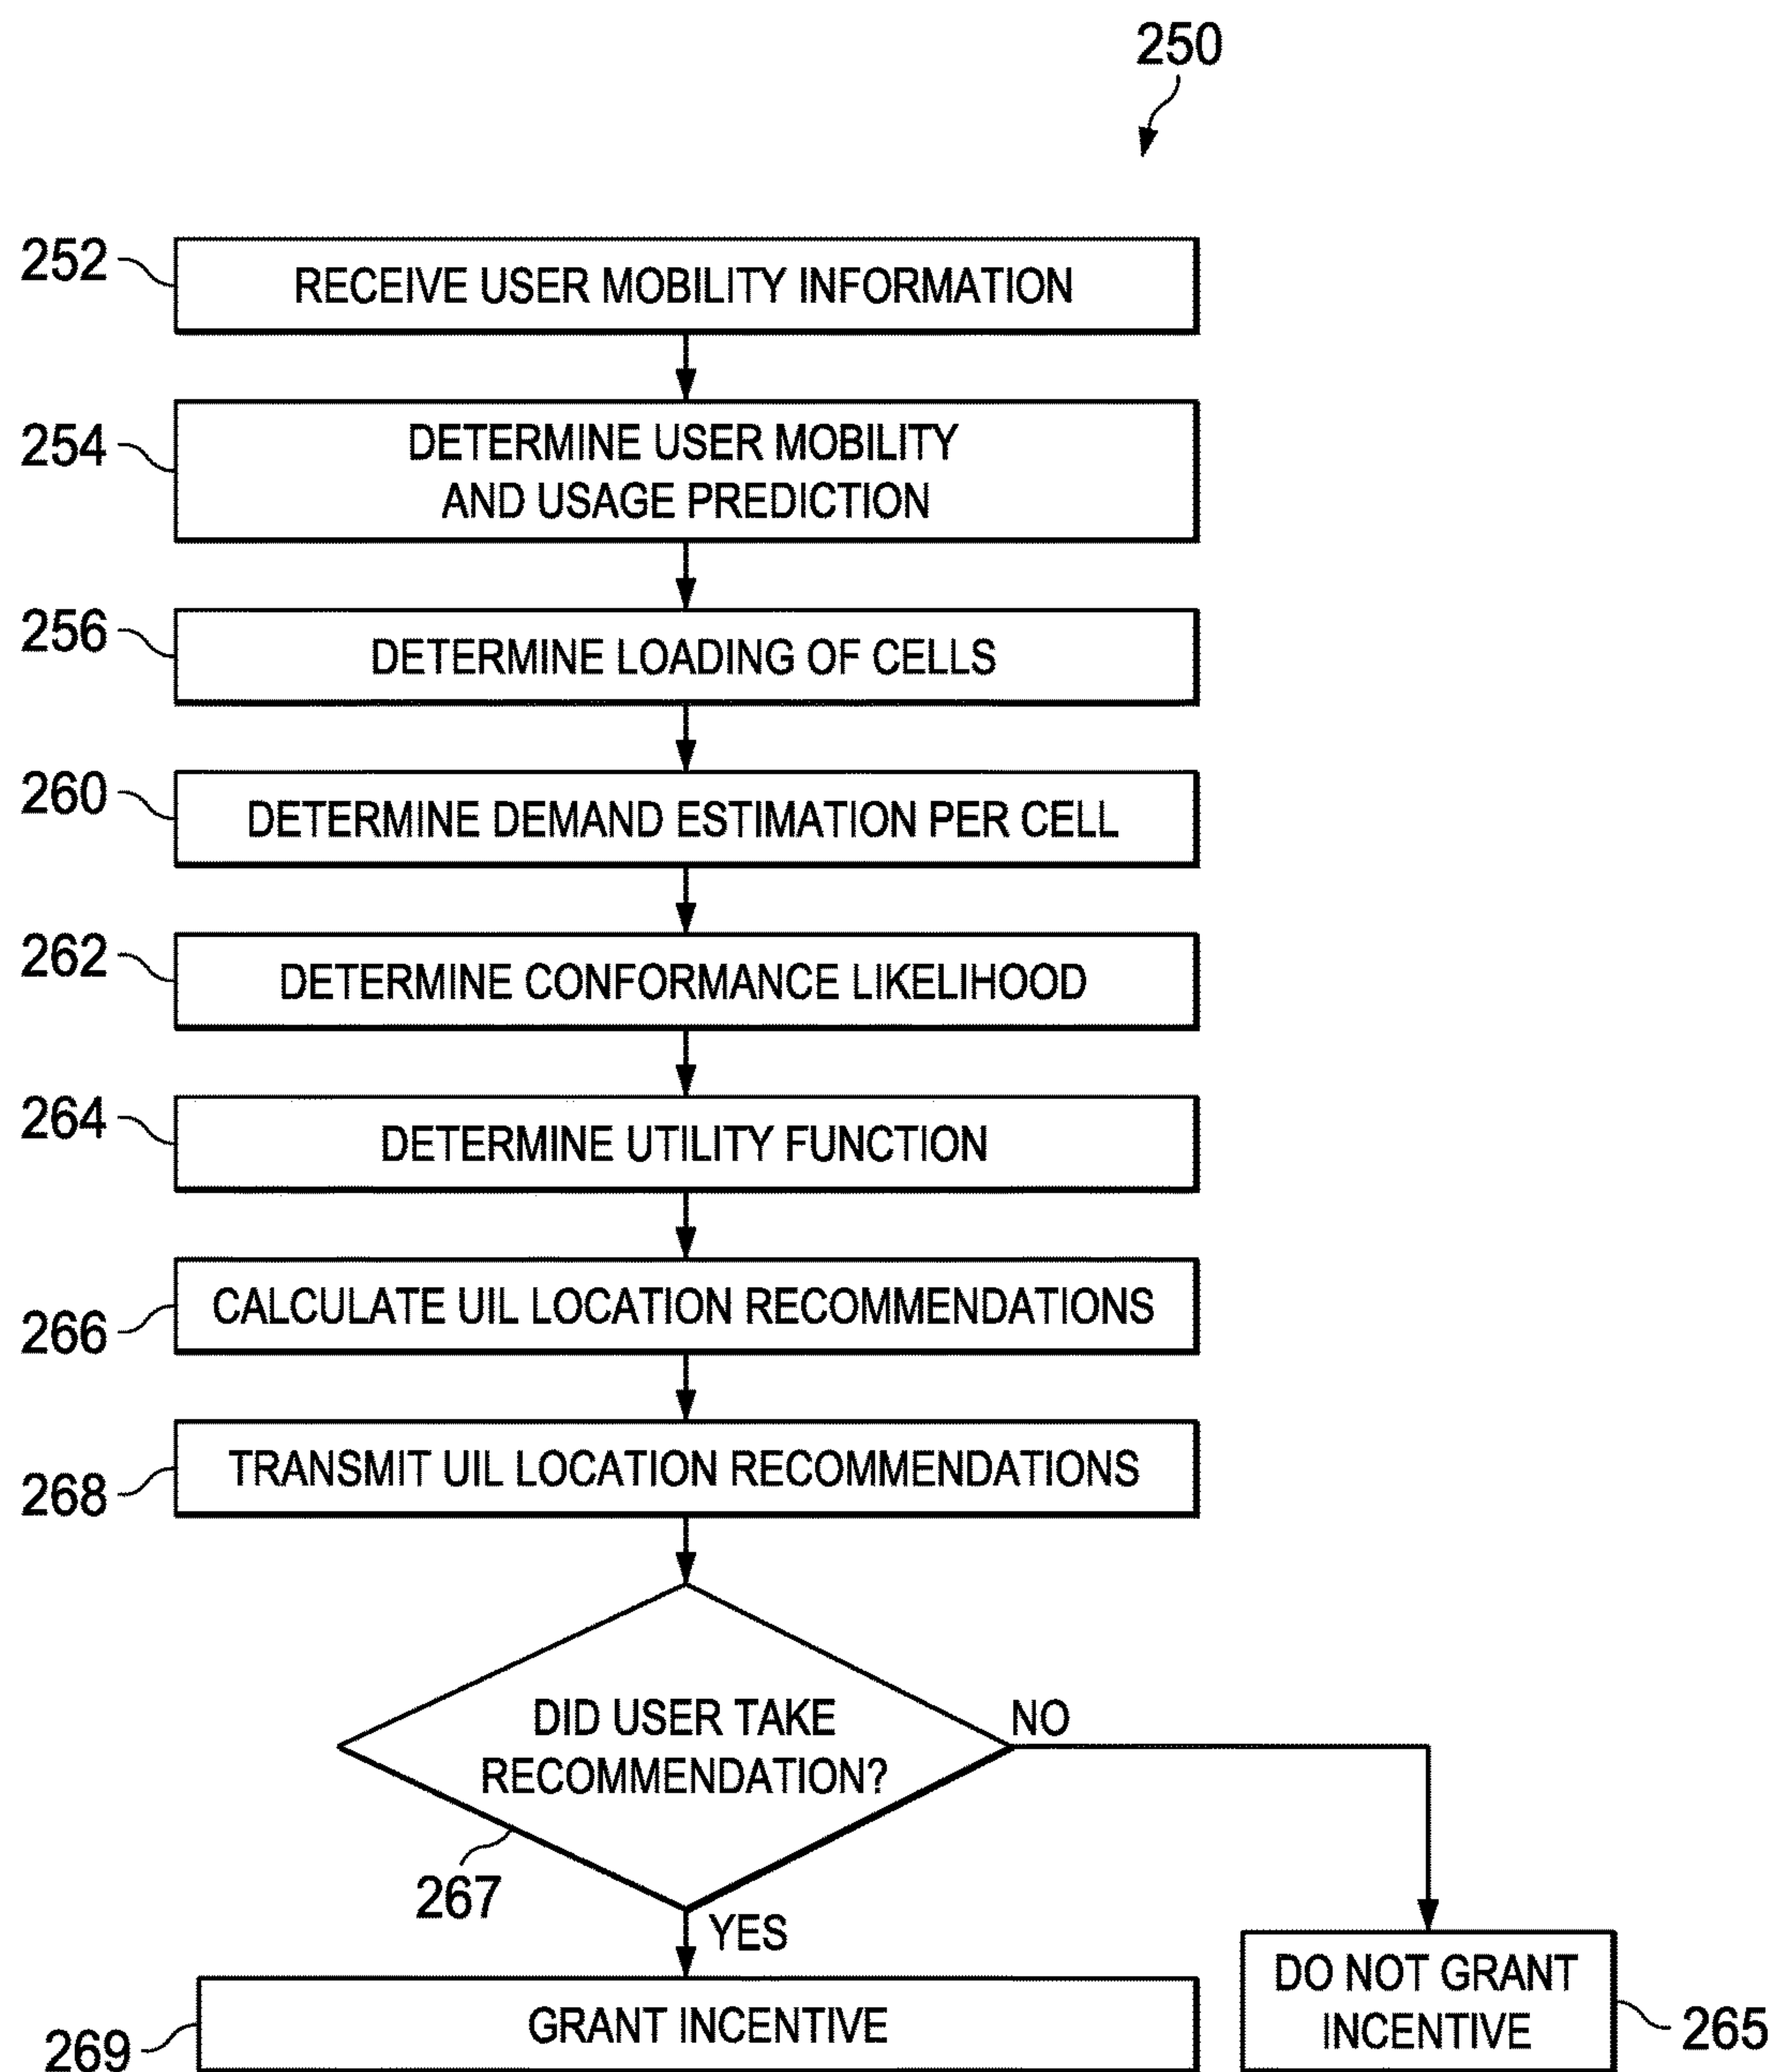 250
252
RECEIVE USER MOBILITY INFORMATION
254
DETERMINE USER MOBILITY
AND USAGE PREDICTION
256
DETERMINE LOADING OF CELLS
260
DETERMINE DEMAND ESTIMATION PER CELL
262
DETERMINE CONFORMANCE LIKELIHOOD
264
DETERMINE UTILITY FUNCTION
266
CALCULATE UIL LOCATION RECOMMENDATIONS
268
TRANSMIT UIL LOCATION RECOMMENDATIONS
DID USER TAKE
RECOMMENDATION?
NO
267
YES
269
GRANT INCENTIVE
DO NOT GRANT
INCENTIVE
265